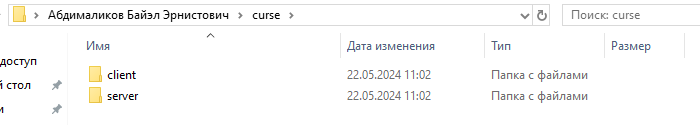 Абдималиков Байэл Эрнистович > curse
Поиск: curse
Имя Дата изменения Тип Размер
доступ
client 22.05.2024 11:02 Папка с файлами
й стол
server 22.05.2024 11:02 Папка с файлами
и